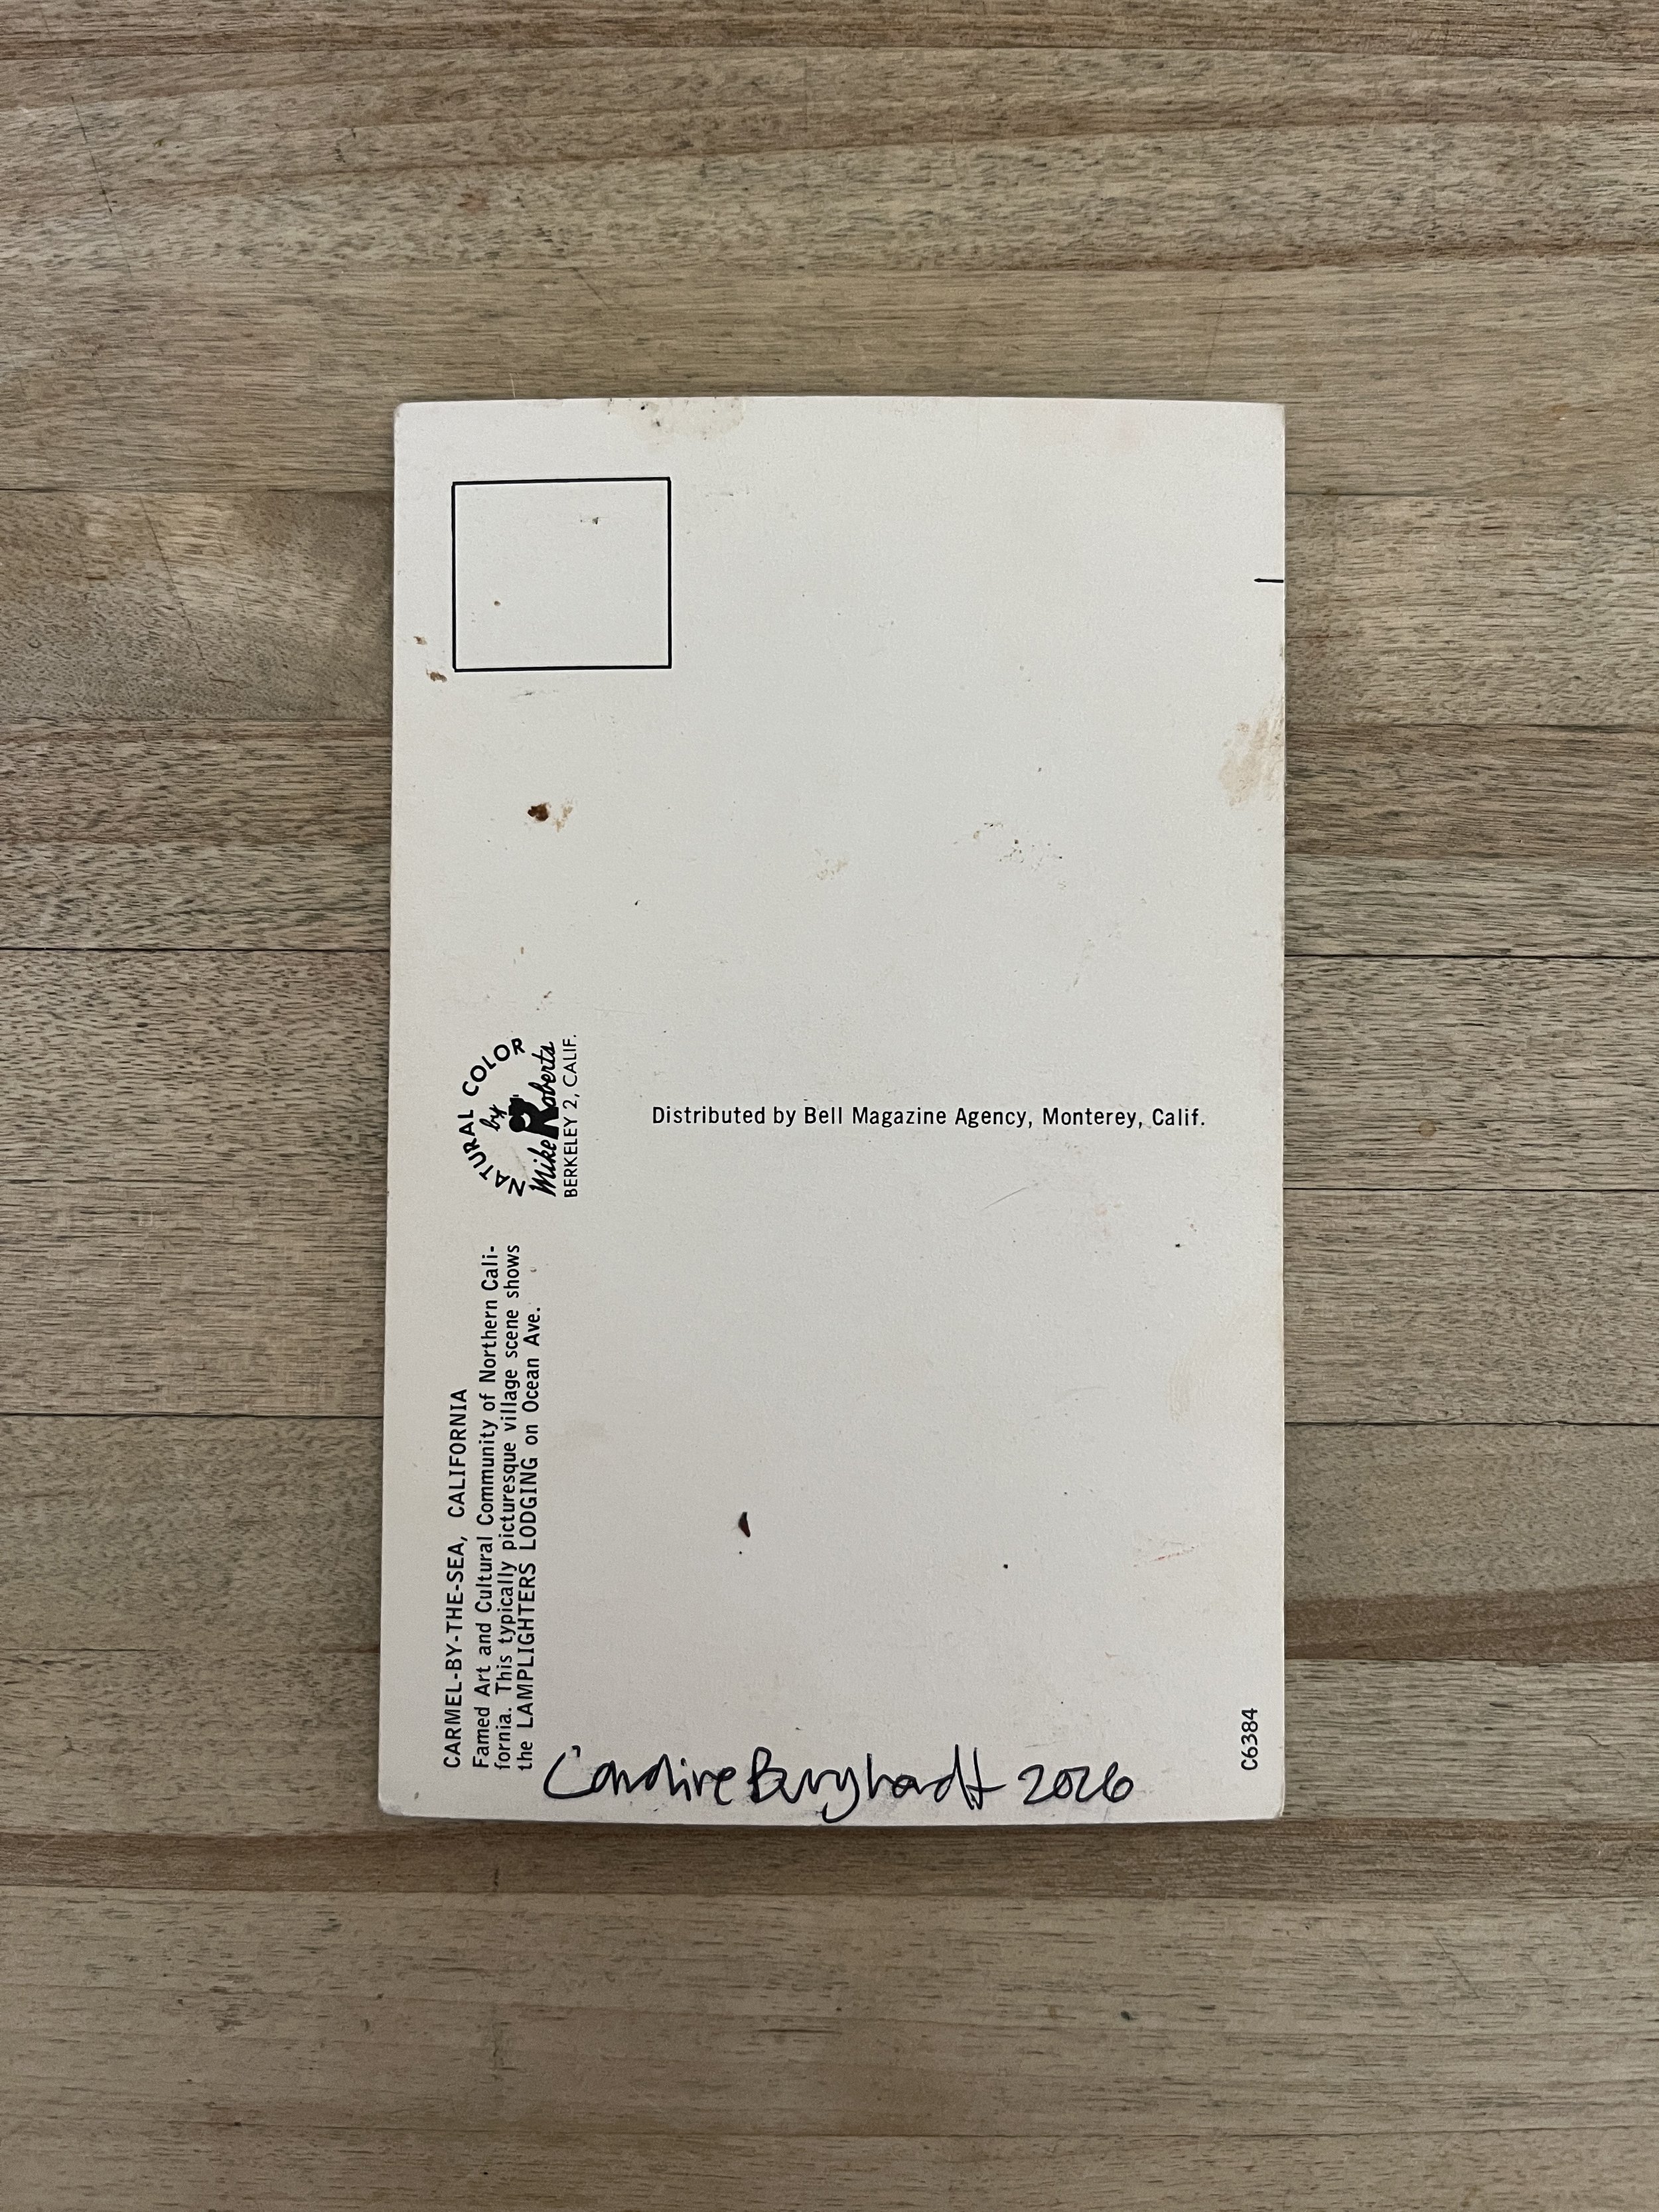 CARMEL-BY-THE-SEA, CALIFORNIA
Famed Art and Cultural Community of Northern Cali-
fornia. This typically picturesque village scene shows
the LAMPLIGHTERS LODGING on Ocean Ave.
NATURAL COLOR
by
Mike Roberts
BERKELEY 2, CALIF.
Distributed by Bell Magazine Agency, Monterey, Calif.
C6384
Caroline Burghardt 2026